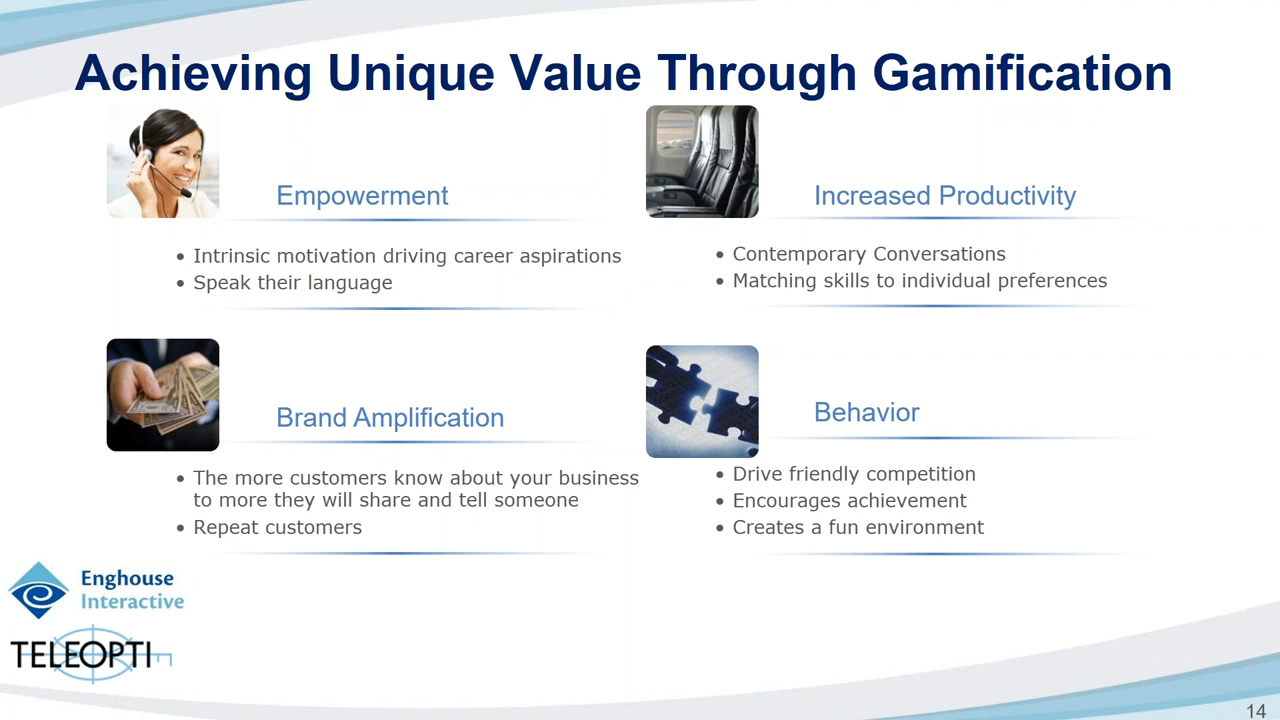 Achieving Unique Value Through Gamification
Empowerment
• Intrinsic motivation driving career aspirations
• Speak their language
Increased Productivity
• Contemporary Conversations
• Matching skills to individual preferences
Brand Amplification
• The more customers know about your business
to more they will share and tell someone
• Repeat customers
Behavior
• Drive friendly competition
• Encourages achievement
• Creates a fun environment
Enghouse
Interactive
TELEOPTI
14